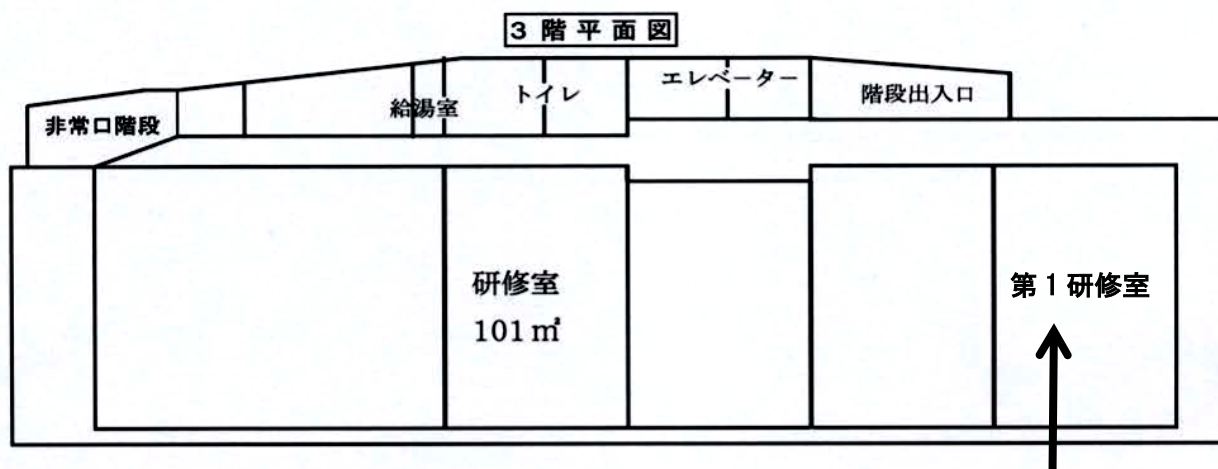 3階平面図
エレベーター
トイレ
階段出入口
給湯室
非常口階段
研修室
101㎡
第1研修室